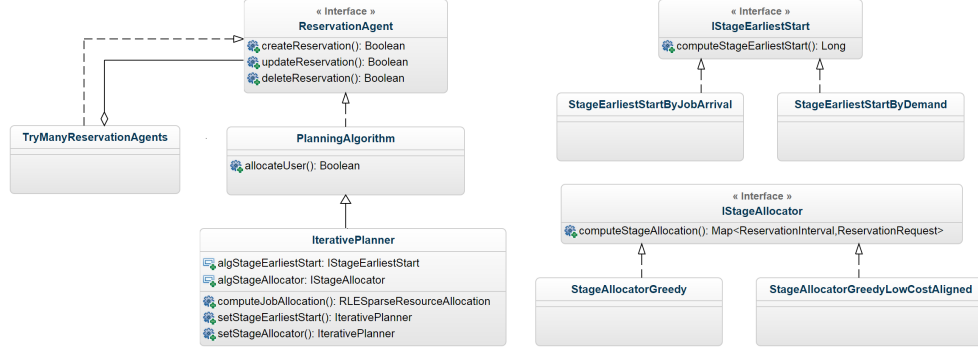 « Interface »
ReservationAgent
createReservation(): Boolean
updateReservation(): Boolean
deleteReservation(): Boolean
TryManyReservationAgents
PlanningAlgorithm
allocateUser(): Boolean
IterativePlanner
algStageEarliestStart: IStageEarliestStart
algStageAllocator: IStageAllocator
computeJobAllocation(): RLESparseResourceAllocation
setStageEarliestStart(): IterativePlanner
setStageAllocator(): IterativePlanner
« Interface »
IStageEarliestStart
computeStageEarliestStart(): Long
StageEarliestStartByJobArrival
StageEarliestStartByDemand
« Interface »
IStageAllocator
computeStageAllocation(): Map<ReservationInterval,ReservationRequest>
StageAllocatorGreedy
StageAllocatorGreedyLowCostAligned